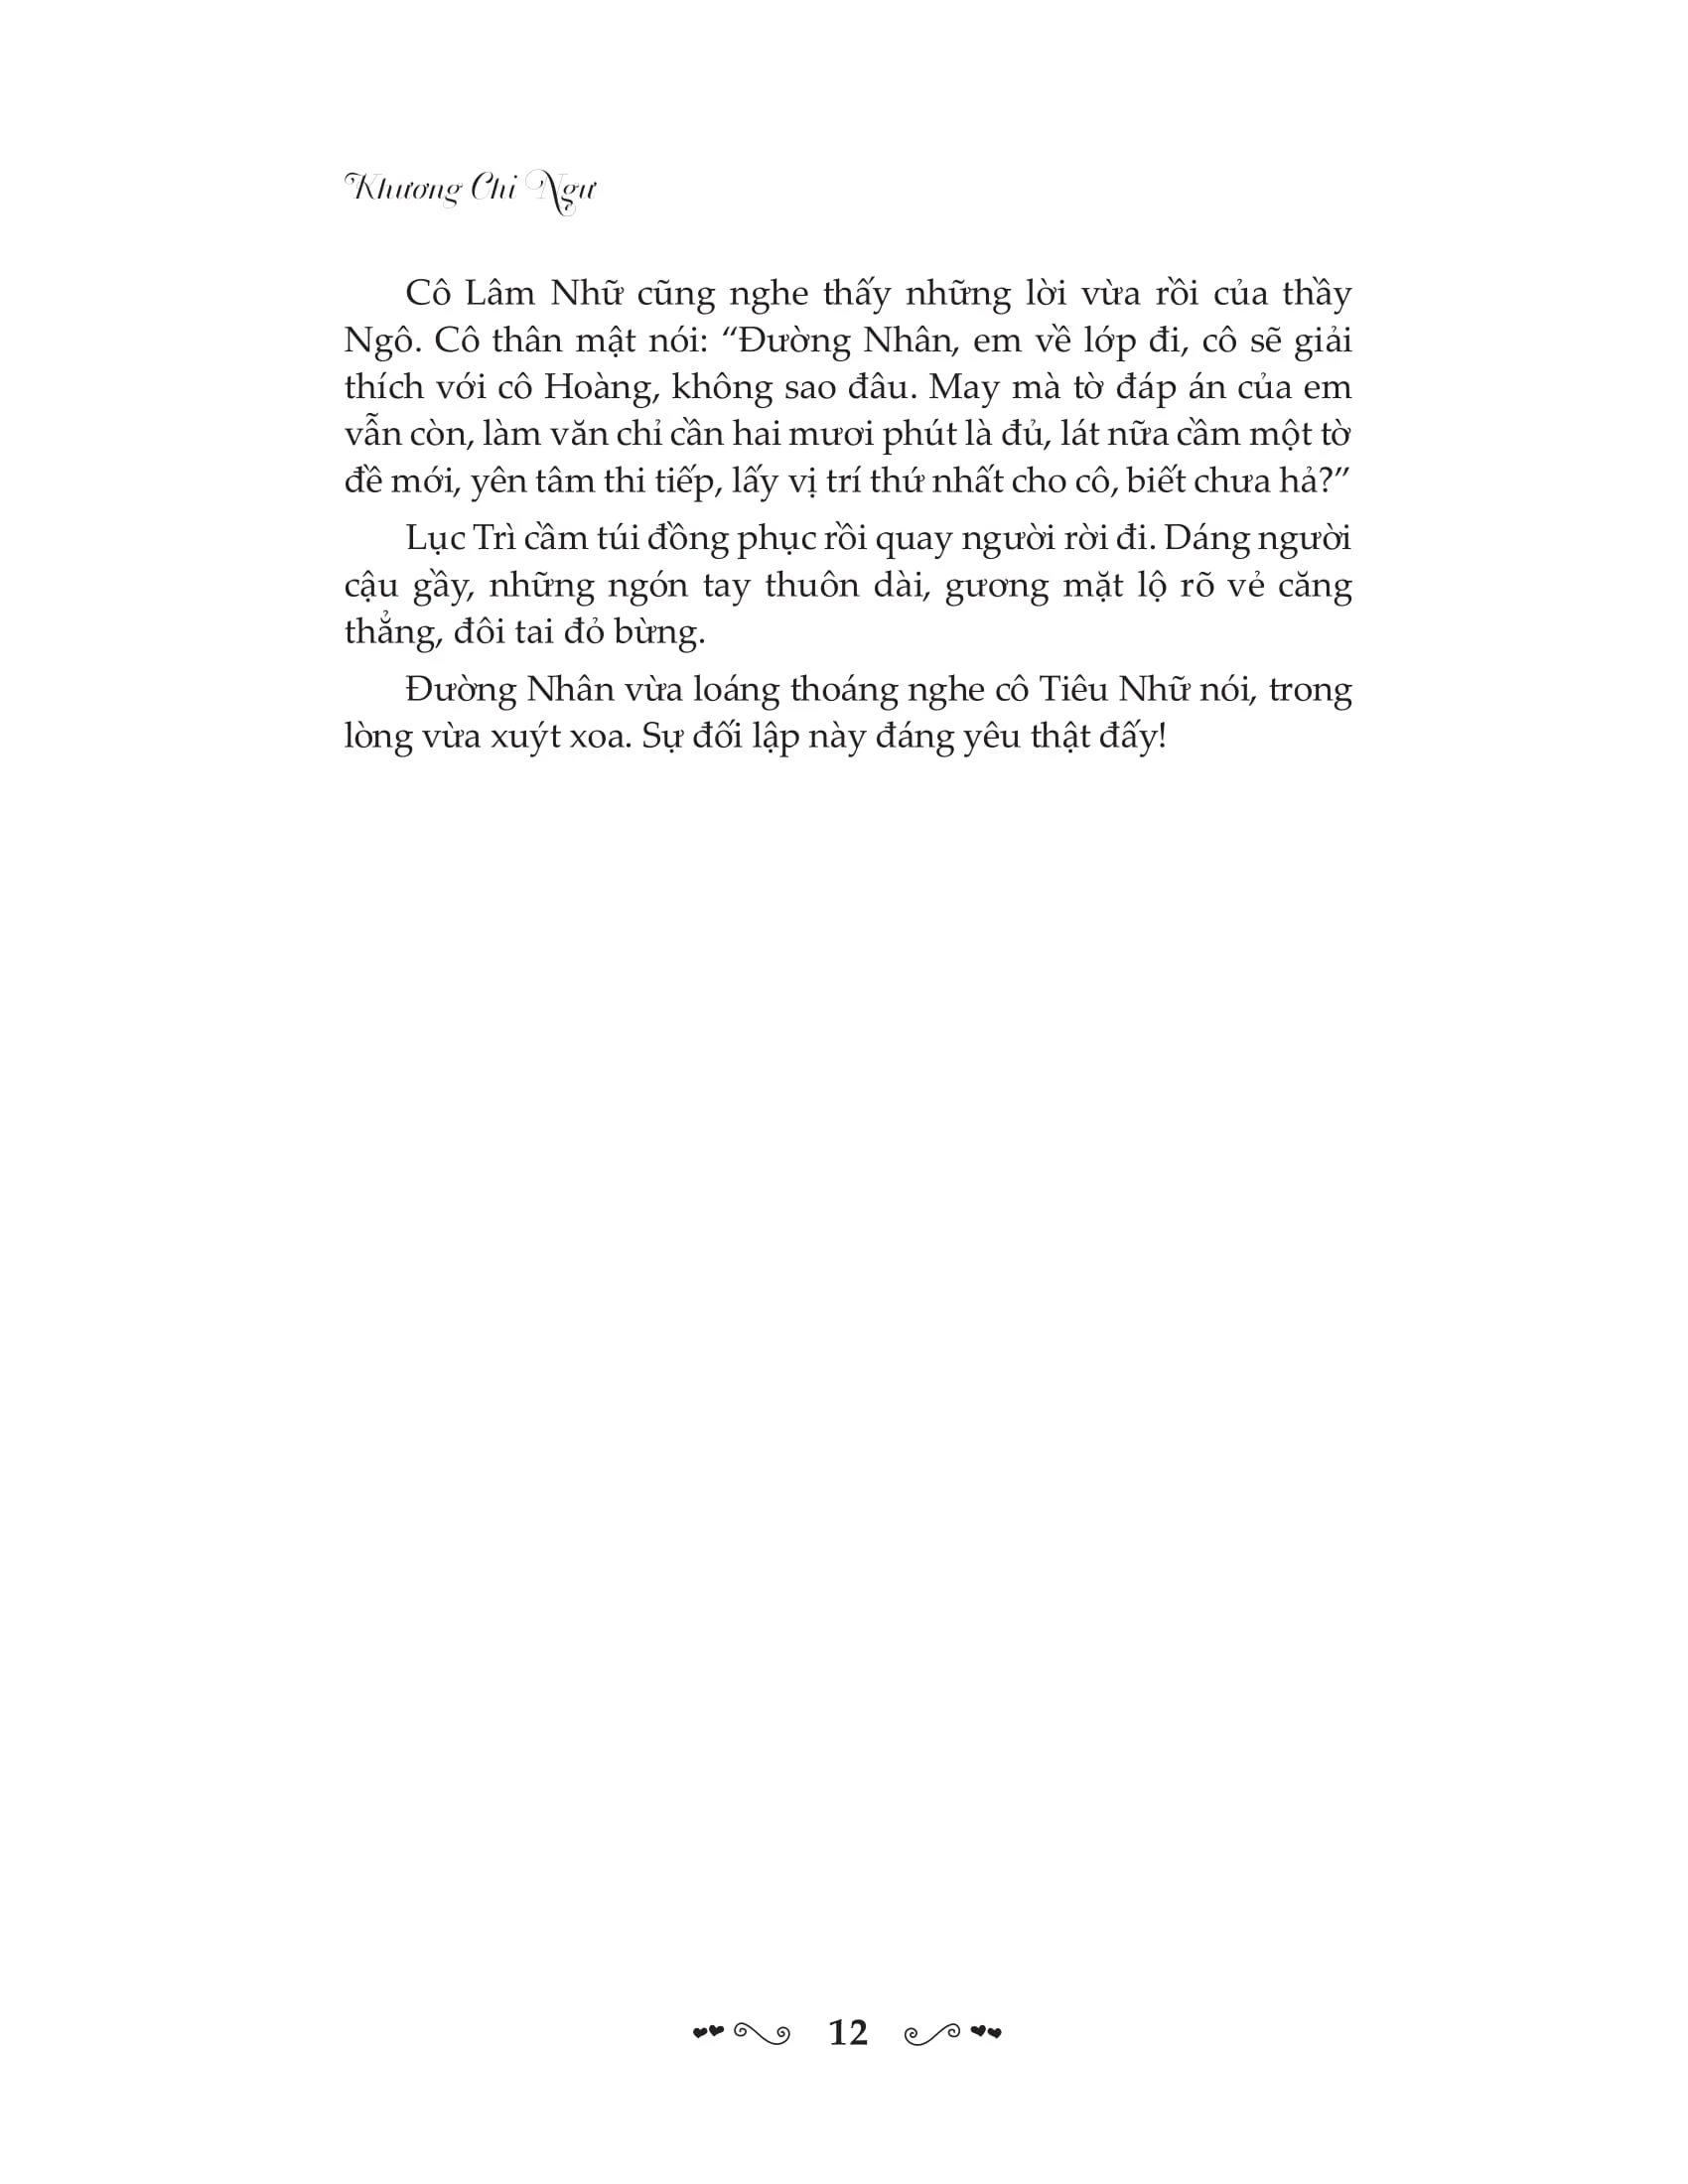 Khương Chi Ngư
Cô Lâm Nhữ cũng nghe thấy những lời vừa rồi của thầy
Ngô. Cô thân mật nói: “Đường Nhân, em về lớp đi, cô sẽ giải
thích với cô Hoàng, không sao đâu. May mà tờ đáp án của em
vẫn còn, làm văn chỉ cần hai mươi phút là đủ, lát nữa cầm một tờ
đề mới, yên tâm thi tiếp, lấy vị trí thứ nhất cho cô, biết chưa hả?”
Lục Trì cầm túi đồng phục rồi quay người rời đi. Dáng người
cậu gầy, những ngón tay thuôn dài, gương mặt lộ rõ vẻ căng
thẳng, đôi tai đỏ bừng.
Đường Nhân vừa loáng thoáng nghe cô Tiêu Nhữ nói, trong
lòng vừa xuýt xoa. Sự đối lập này đáng yêu thật đấy!
12